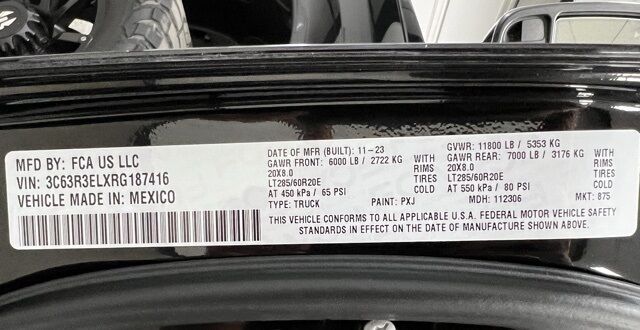 MFD BY: FCA US LLC
VIN: 3C63R3ELXRG187416
VEHICLE MADE IN: MEXICO
DATE OF MFR (BUILT): 11-23
GAWR FRONT: 6000 LB / 2722 KG
20X8.0 WITH
RIMS AND
LT285/60R20E TIRES
AT 450 kPa / 65 PSI COLD
TYPE: TRUCK PAINT: PXJ
GVWR: 11800 LB / 5353 KG
GAWR REAR: 7000 LB / 3176 KG
20X8.0 WITH
RIMS AND
LT285/60R20E TIRES
AT 550 kPa / 80 PSI COLD
MDH: 112306 MKT: 875
THIS VEHICLE CONFORMS TO ALL APPLICABLE U.S.A. FEDERAL MOTOR VEHICLE SAFETY
STANDARDS IN EFFECT ON THE DATE OF MANUFACTURE SHOWN ABOVE.